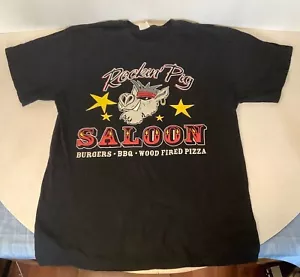 Rockin' Pig
SALOON
BURGERS • BBQ • WOOD FIRED PIZZA